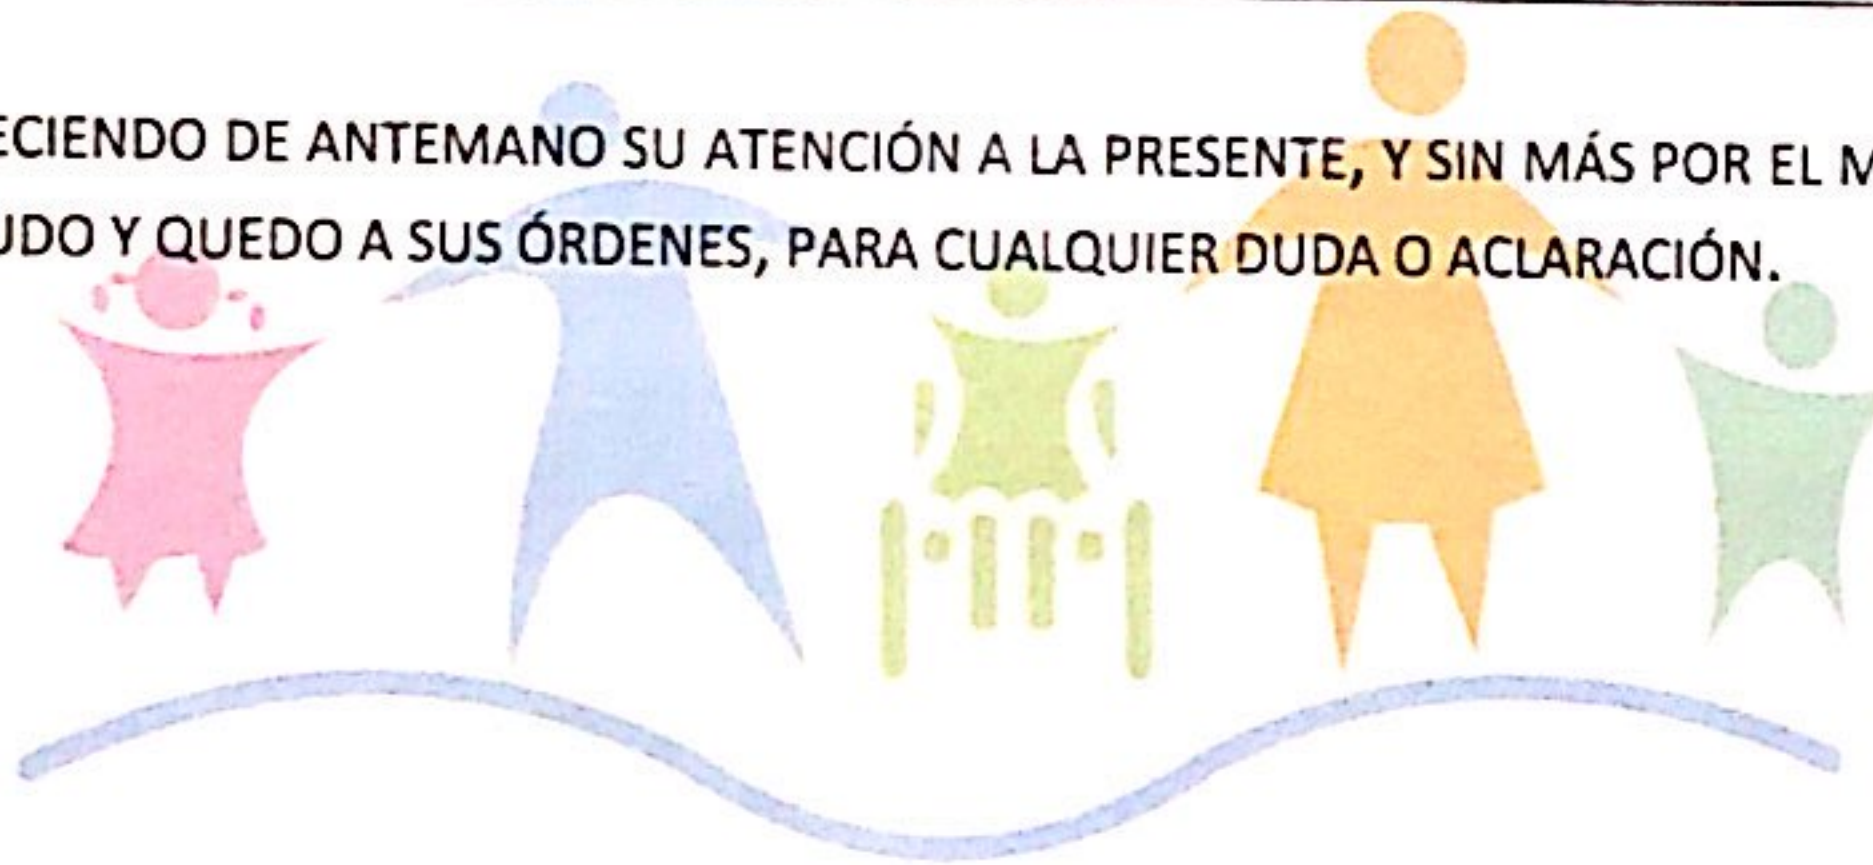 ECIENDO DE ANTEMANO SU ATENCIÓN A LA PRESENTE, Y SIN MÁS POR EL M
UDO Y QUEDO A SUS ÓRDENES, PARA CUALQUIER DUDA O ACLARACIÓN.